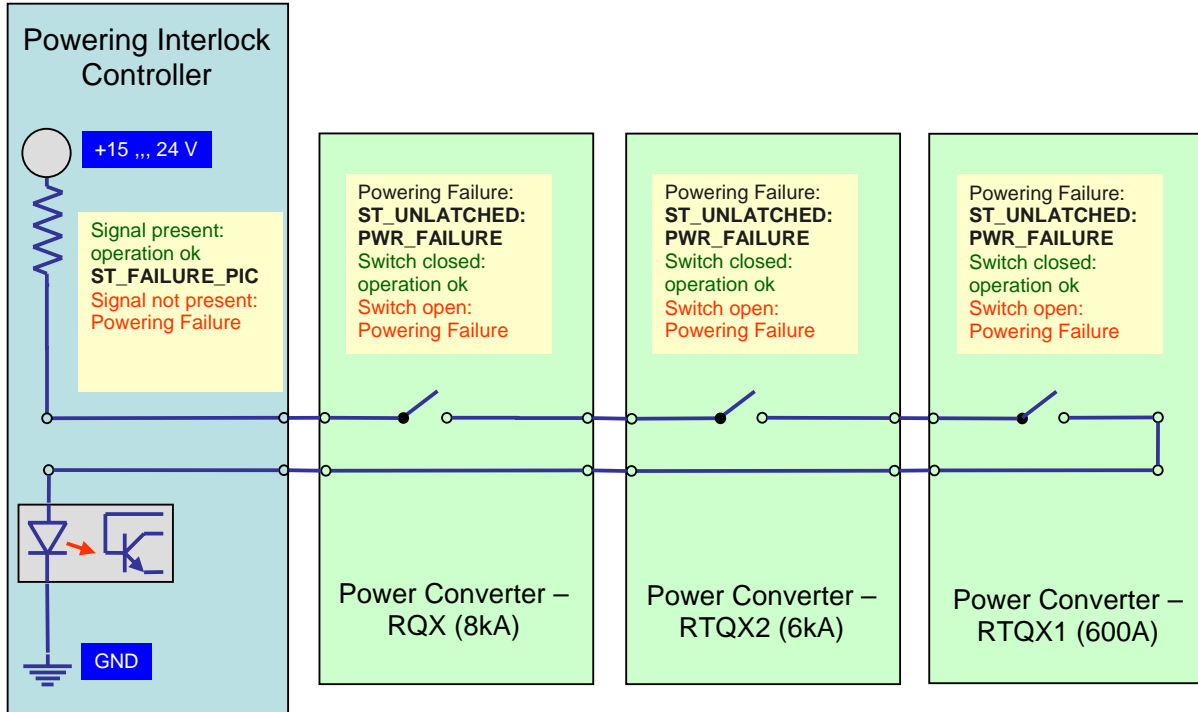 Powering Interlock
Controller
+15 ,,, 24 V
Signal present:
operation ok
ST_FAILURE_PIC
Signal not present:
Powering Failure
GND
Powering Failure:
ST_UNLATCHED:
PWR_FAILURE
Switch closed:
operation ok
Switch open:
Powering Failure
Power Converter –
RQX (8kA)
Powering Failure:
ST_UNLATCHED:
PWR_FAILURE
Switch closed:
operation ok
Switch open:
Powering Failure
Power Converter –
RTQX2 (6kA)
Powering Failure:
ST_UNLATCHED:
PWR_FAILURE
Switch closed:
operation ok
Switch open:
Powering Failure
Power Converter –
RTQX1 (600A)